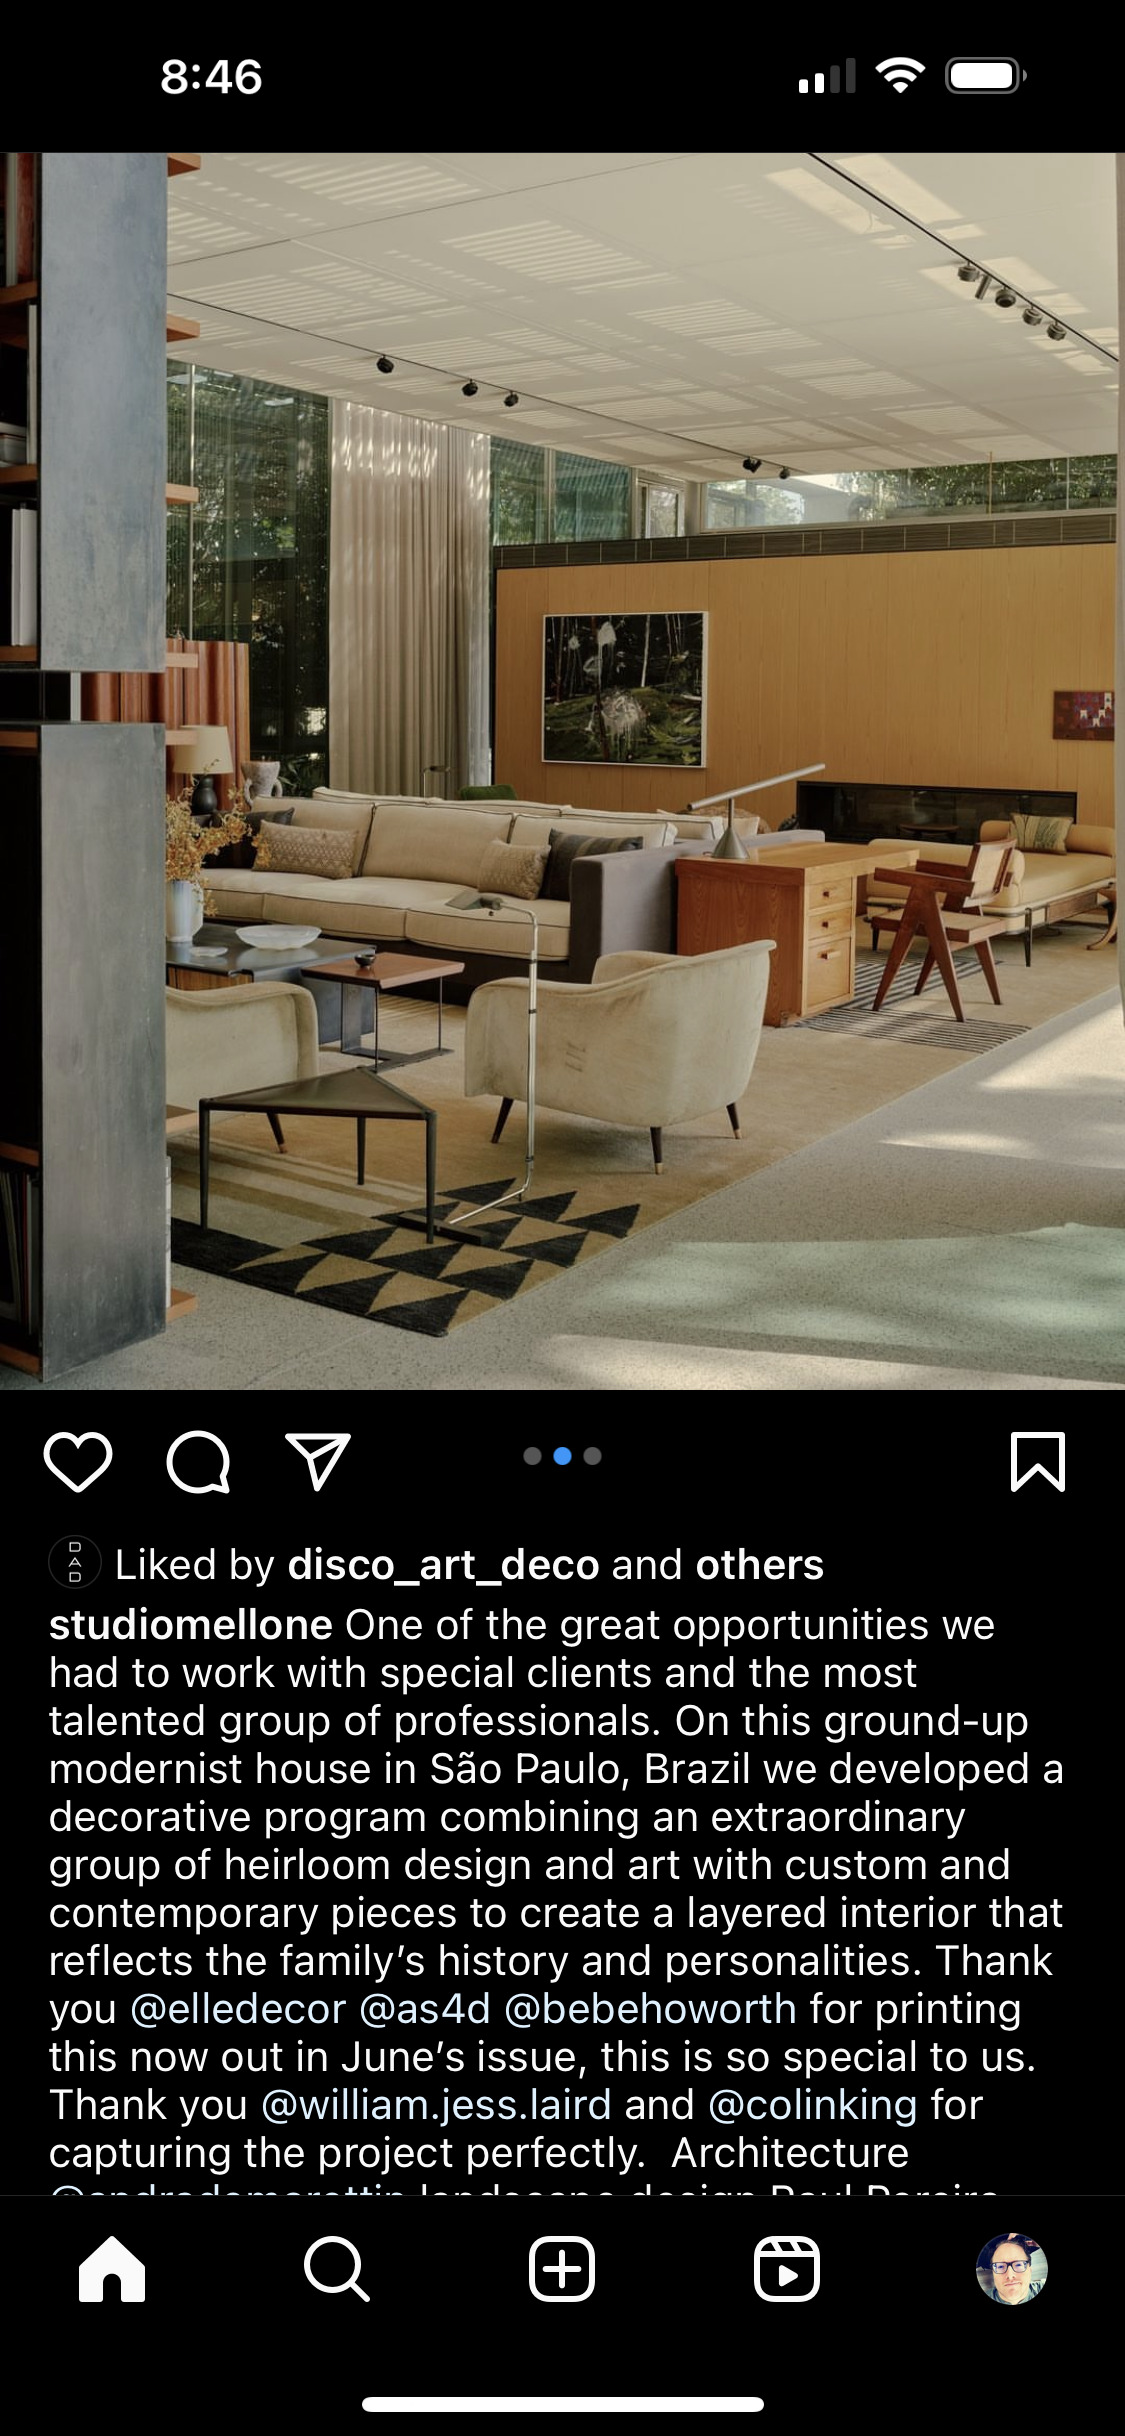 8:46
DAD
Liked by disco_art_deco and others
studiomellone One of the great opportunities we
had to work with special clients and the most
talented group of professionals. On this ground-up
modernist house in São Paulo, Brazil we developed a
decorative program combining an extraordinary
group of heirloom design and art with custom and
contemporary pieces to create a layered interior that
reflects the family’s history and personalities. Thank
you @elledecor @as4d @bebehoworth for printing
this now out in June’s issue, this is so special to us.
Thank you @william.jess.laird and @colinking for
capturing the project perfectly.  Architecture
landscape design Raul Pereira